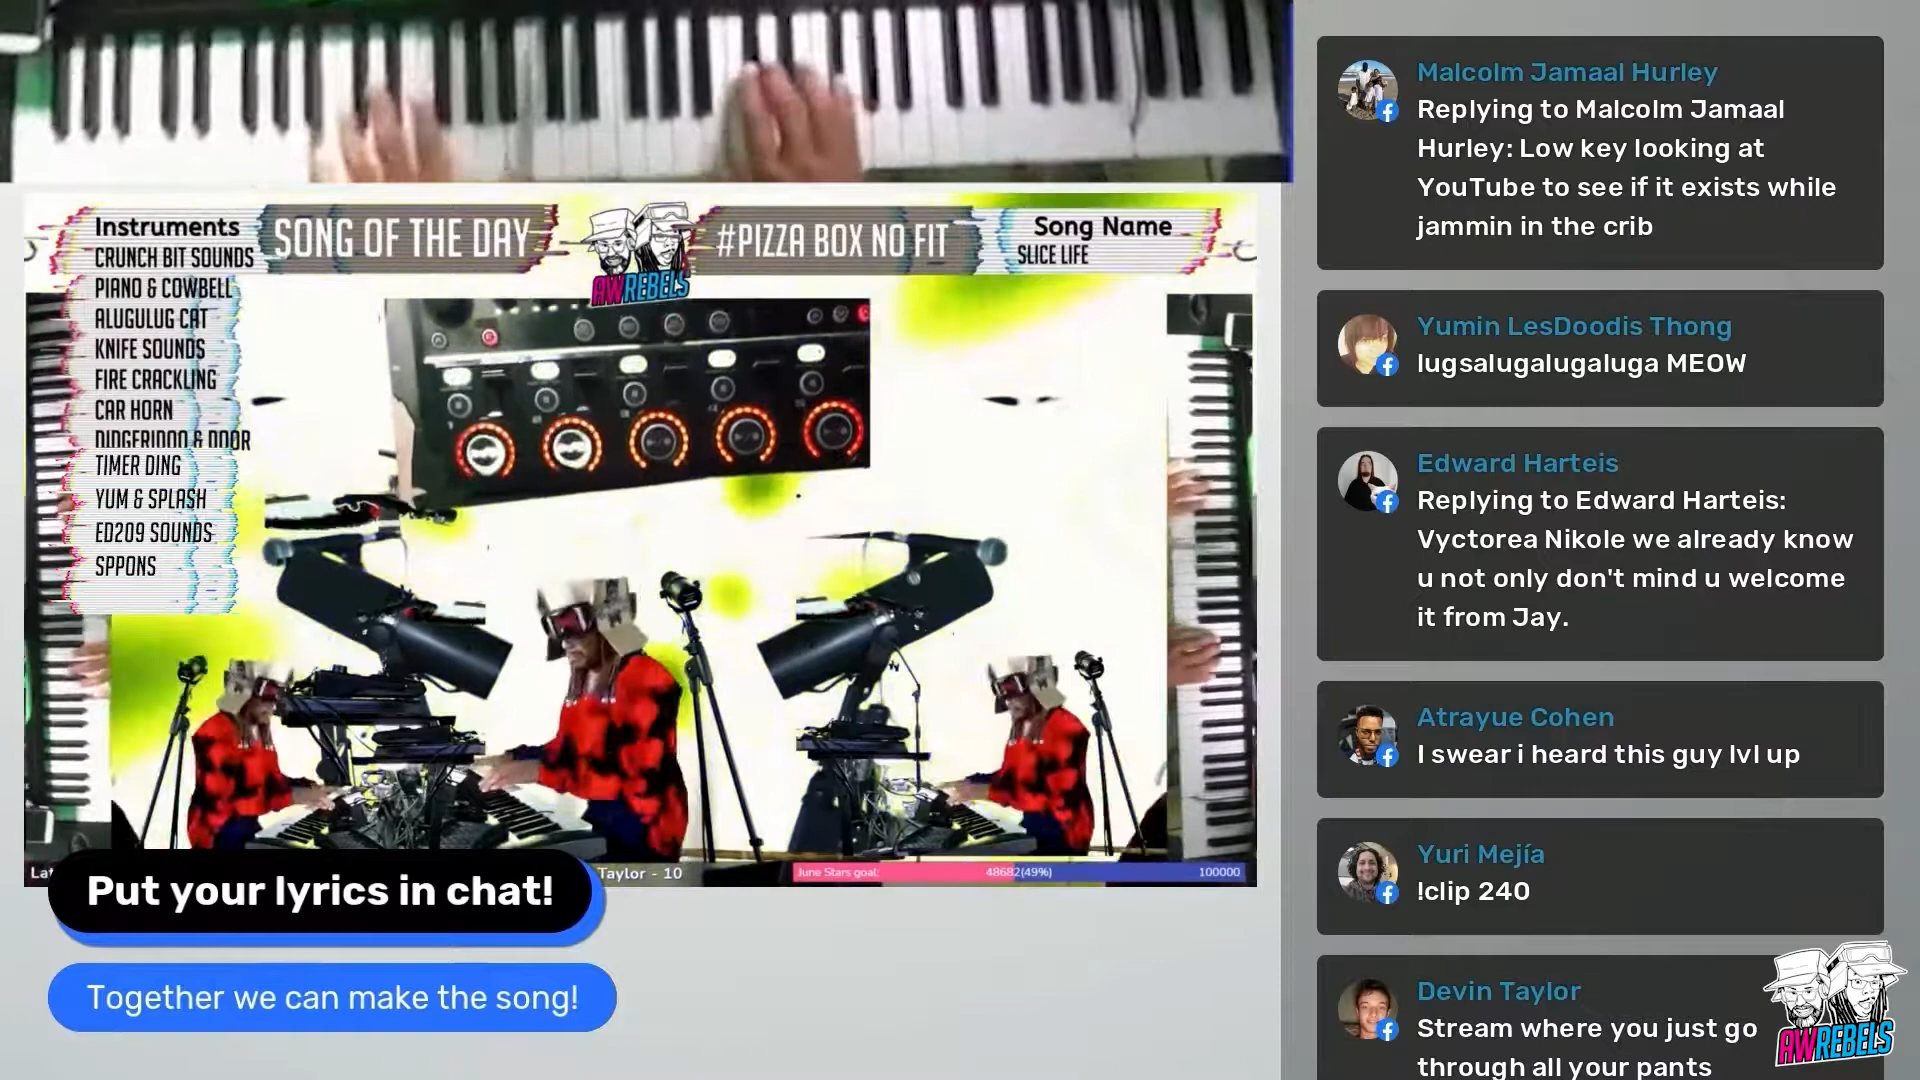 Instruments
CRUNCH BIT SOUNDS
PIANO & COWBELL
ALUGULUG CAT
KNIFE SOUNDS
FIRE CRACKLING
CAR HORN
DIDGERIDOO & DOOR
TIMER DING
YUM & SPLASH
ED209 SOUNDS
SPPONS
SONG OF THE DAY
AWREBELS
#PIZZA BOX NO FIT
Song Name
SLICE LIFE
Taylor - 10
June Stars goal: 48682(49%) 100000
Put your lyrics in chat!
Together we can make the song!
Malcolm Jamaal Hurley
Replying to Malcolm Jamaal
Hurley: Low key looking at
YouTube to see if it exists while
jammin in the crib
Yumin LesDoodis Thong
lugsalugalugaluga MEOW
Edward Harteis
Replying to Edward Harteis:
Vyctorea Nikole we already know
u not only don't mind u welcome
it from Jay.
Atrayue Cohen
I swear i heard this guy lvl up
Yuri Mejía
!clip 240
Devin Taylor
Stream where you just go
through all your pants
AWREBELS